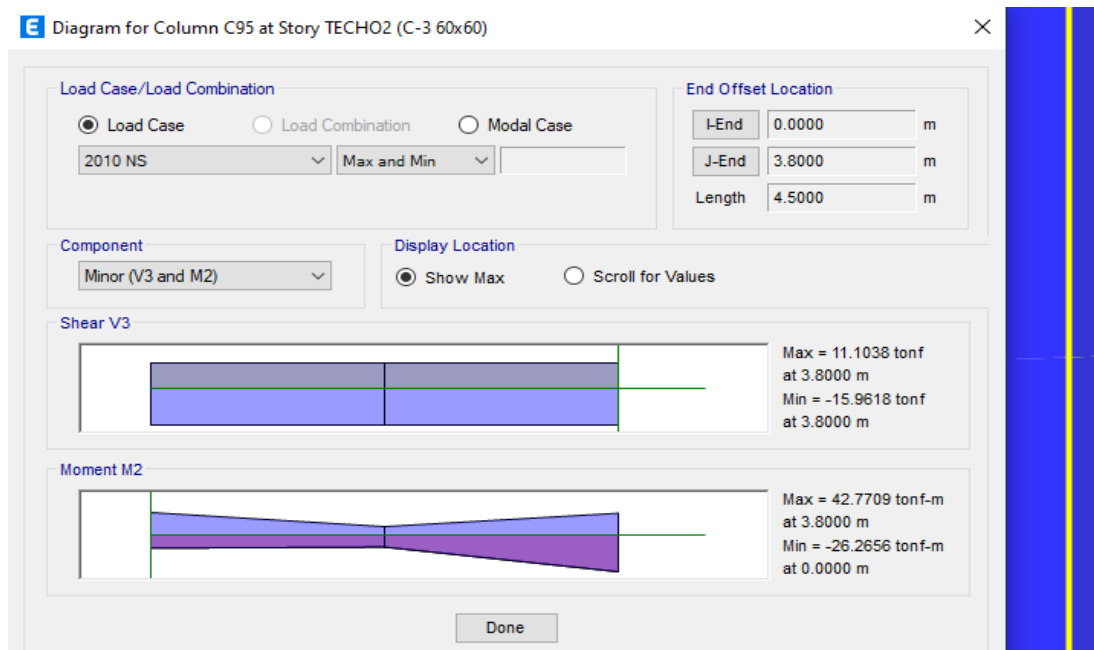 E Diagram for Column C95 at Story TECHO2 (C-3 60x60)
Load Case/Load Combination
Load Case Load Combination Modal Case
2010 NS Max and Min
End Offset Location
I-End 0.0000 m
J-End 3.8000 m
Length 4.5000 m
Component
Minor (V3 and M2)
Display Location
Show Max Scroll for Values
Shear V3
Max = 11.1038 tonf
at 3.8000 m
Min = -15.9618 tonf
at 3.8000 m
Moment M2
Max = 42.7709 tonf-m
at 3.8000 m
Min = -26.2656 tonf-m
at 0.0000 m
Done